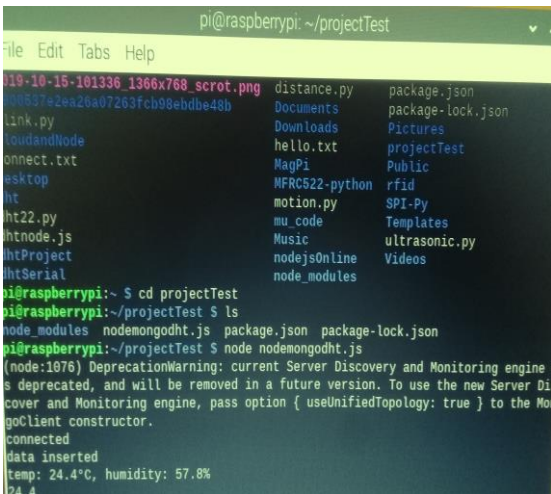 pi@raspberrypi: ~/projectTest
File Edit Tabs Help
019-10-15-101336_1366x768_scrot.png distance.py package.json
Documents package-lock.json
link.py Downloads Pictures
loudandNode hello.txt projectTest
onnect.txt MagPi Public
esktop MFRC522-python rfid
ht motion.py SPI-Py
ht22.py mu_code Templates
htnode.js Music ultrasonic.py
htProject nodejsOnline Videos
htSerial node_modules
pi@raspberrypi:~ $ cd projectTest
pi@raspberrypi:~/projectTest $ ls
node_modules nodemongodht.js package.json package-lock.json
pi@raspberrypi:~/projectTest $ node nodemongodht.js
(node:1076) DeprecationWarning: current Server Discovery and Monitoring engine
s deprecated, and will be removed in a future version. To use the new Server Di
cover and Monitoring engine, pass option { useUnifiedTopology: true } to the Mo
goClient constructor.
connected
data inserted
temp: 24.4°C, humidity: 57.8%
24.4